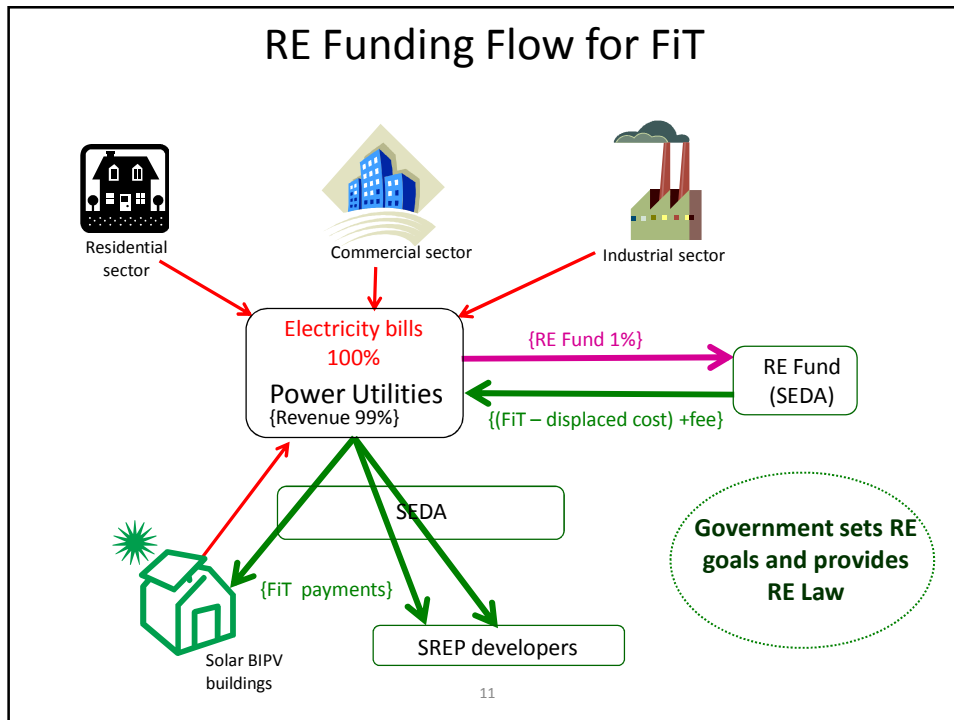 RE Funding Flow for FiT
Residential
sector
Commercial sector
Industrial sector
Electricity bills
100%
Power Utilities
{Revenue 99%}
{RE Fund 1%}
{(FiT – displaced cost) +fee}
RE Fund
(SEDA)
SEDA
{FiT  payments}
Solar BIPV
buildings
SREP developers
Government sets RE
goals and provides
RE Law
11